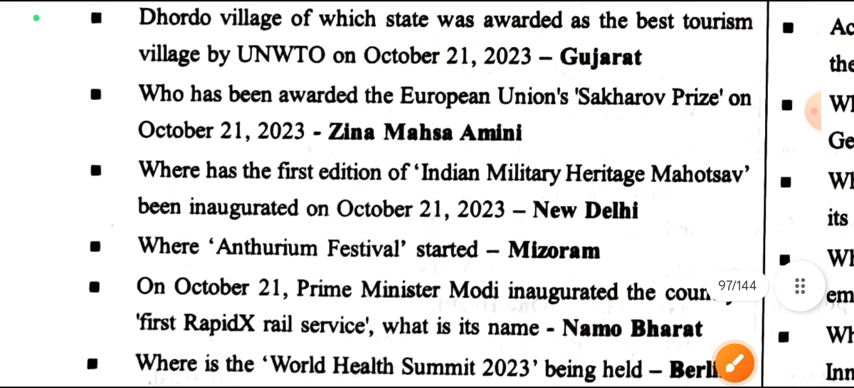 Dhordo village of which state was awarded as the best tourism
village by UNWTO on October 21, 2023 – Gujarat
Who has been awarded the European Union's 'Sakharov Prize' on
October 21, 2023 - Zina Mahsa Amini
Where has the first edition of ‘Indian Military Heritage Mahotsav’
been inaugurated on October 21, 2023 – New Delhi
Where ‘Anthurium Festival’ started – Mizoram
On October 21, Prime Minister Modi inaugurated the
'first RapidX rail service', what is its name - Namo Bharat
Where is the ‘World Health Summit 2023’ being held –
97/144
the
its